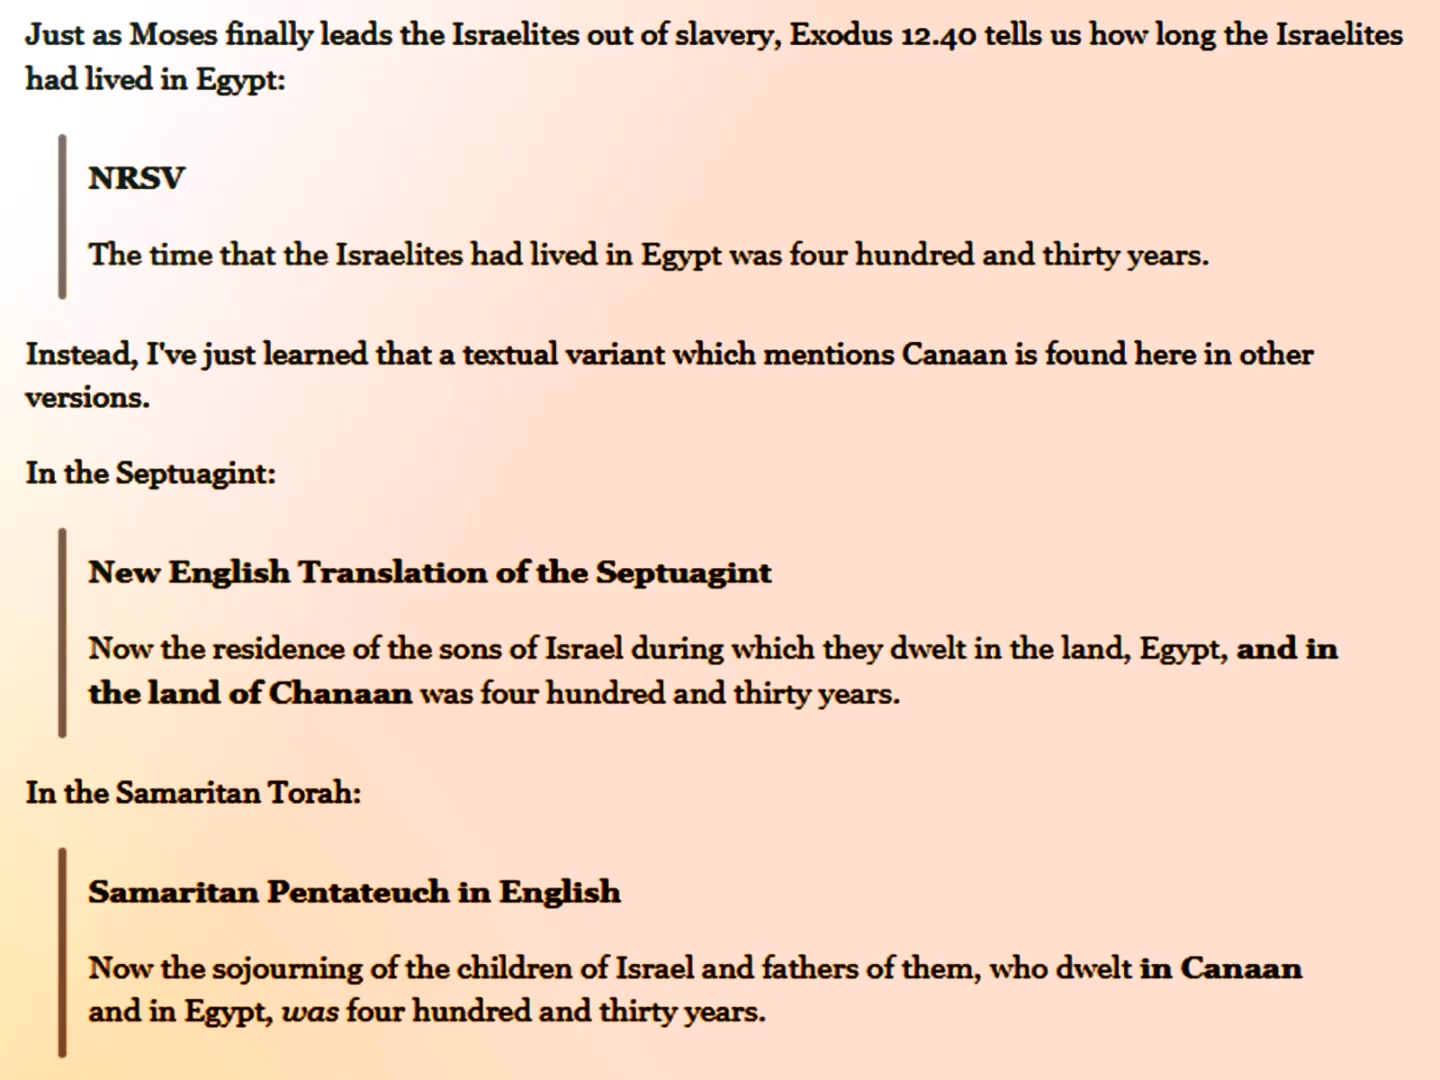 Just as Moses finally leads the Israelites out of slavery, Exodus 12.40 tells us how long the Israelites
had lived in Egypt:
NRSV
The time that the Israelites had lived in Egypt was four hundred and thirty years.
Instead, I've just learned that a textual variant which mentions Canaan is found here in other
versions.
In the Septuagint:
New English Translation of the Septuagint
Now the residence of the sons of Israel during which they dwelt in the land, Egypt, and in
the land of Chanaan was four hundred and thirty years.
In the Samaritan Torah:
Samaritan Pentateuch in English
Now the sojourning of the children of Israel and fathers of them, who dwelt in Canaan
and in Egypt, was four hundred and thirty years.